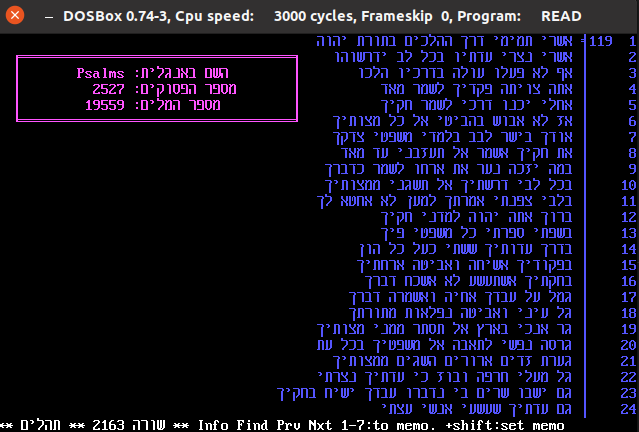 DOSBox 0.74-3, Cpu speed: 3000 cycles, Frameskip 0, Program: READ
השם באנגלית: Psalms
מספר הפסוקים: 2527
מספר המלים: 19559
119 1 אשרי תמימי דרך ההלכים בתורת יהוה
2 אשרי נצרי עדתיו בכל לב ידרשוהו
3 אף לא פעלו עולה בדרכיו הלכו
4 אתה צויתה פקדיך לשמר מאד
5 אחלי יכנו דרכי לשמר חקיך
6 אז לא אבוש בהביטי אל כל מצותיך
7 אודך בישר לבב בלמדי משפטי צדקך
8 את חקיך אשמר אל תעזבני עד מאד
9 במה יזכה נער את ארחו לשמר כדברך
10 בכל לבי דרשתיך אל תשגני ממצותיך
11 בלבי צפנתי אמרתך למען לא אחטא לך
12 ברוך אתה יהוה למדני חקיך
13 בשפתי ספרתי כל משפטי פיך
14 בדרך עדותיך ששתי כעל כל הון
15 בפקודיך אשיחה ואביטה ארחתיך
16 בחקתיך אשתעשע לא אשכח דברך
17 גמל על עבדך אחיה ואשמרה דברך
18 גל עיני ואביטה נפלאות מתורתך
19 גר אנכי בארץ אל תסתר ממני מצותיך
20 גרסה נפשי לתאבה אל משפטיך בכל עת
21 גערת זדים ארורים השגים ממצותיך
22 גל מעלי חרפה ובוז כי עדתיך נצרתי
23 גם ישבו שרים בי נדברו עבדך ישיח בחקיך
24 גם עדתיך שעשעי אנשי עצתי
** תהלים ** שורה 2163 ** Info Find Prv Nxt 1-7:to memo. +shift:set memo